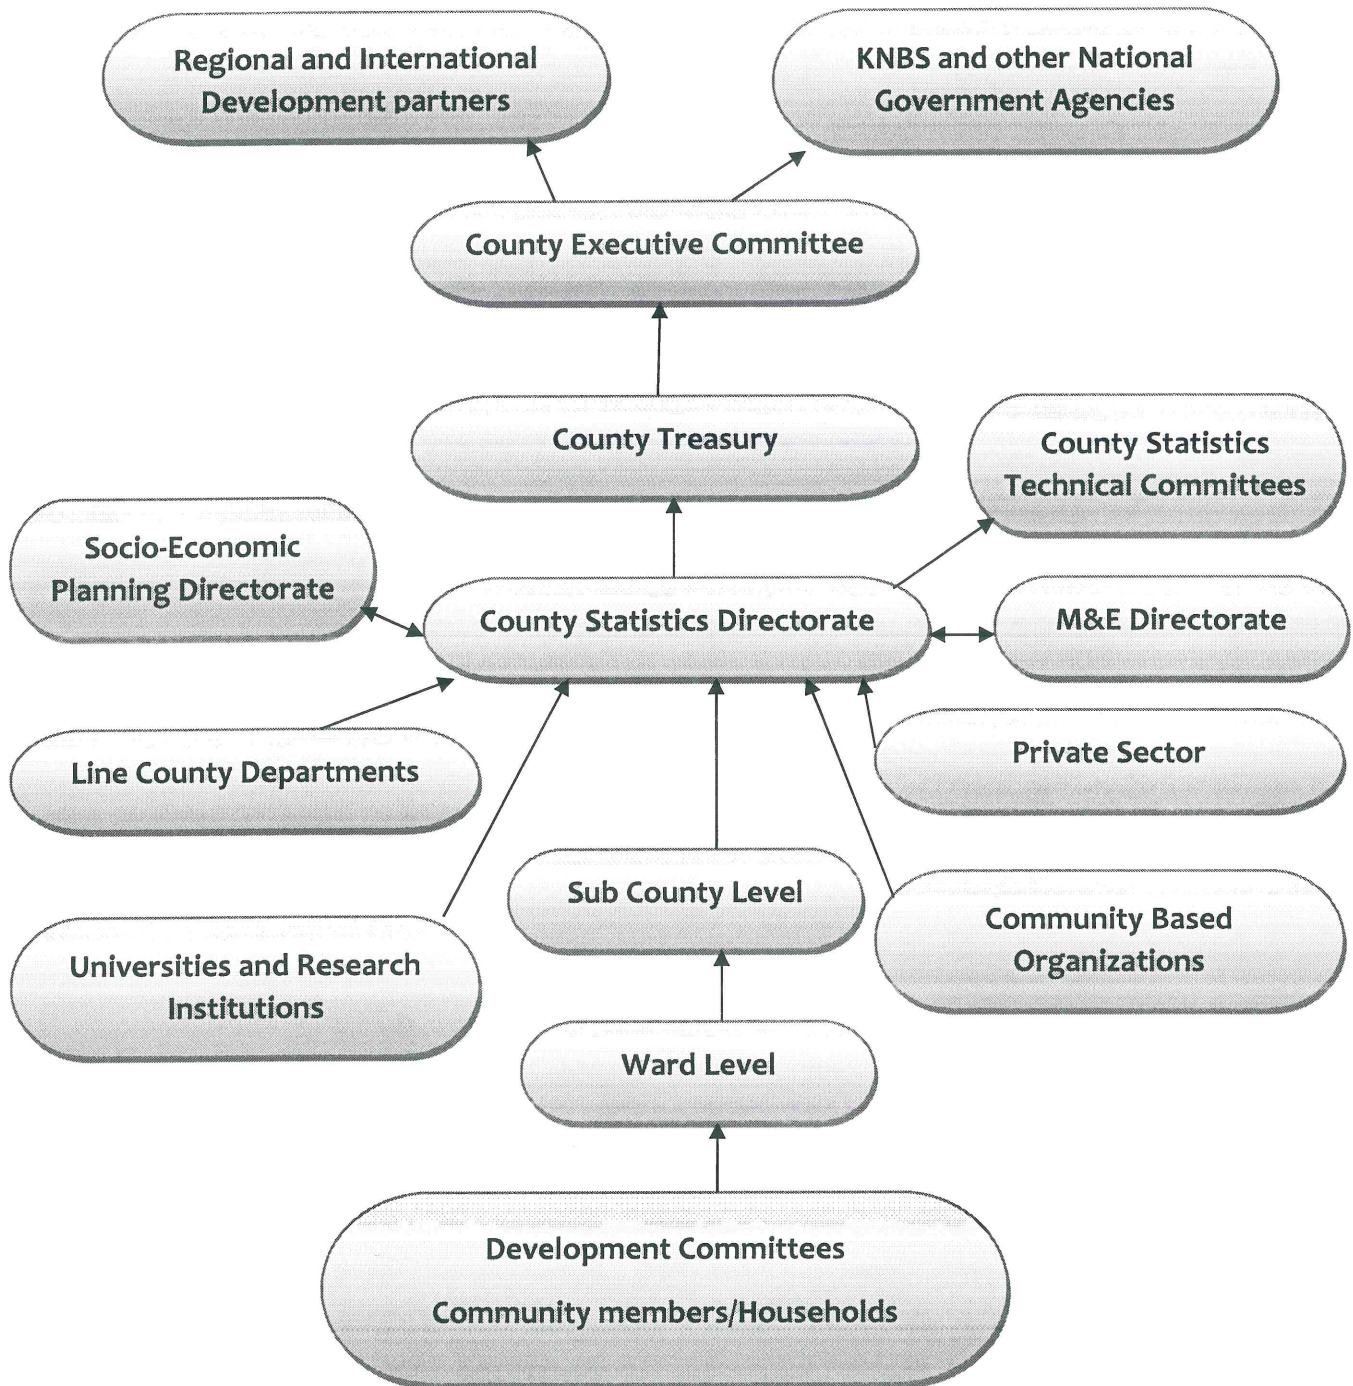 Regional and International
Development partners
KNBS and other National
Government Agencies
County Executive Committee
County Treasury
County Statistics
Technical Committees
Socio-Economic
Planning Directorate
County Statistics Directorate
M&E Directorate
Line County Departments
Private Sector
Sub County Level
Universities and Research
Institutions
Community Based
Organizations
Ward Level
Development Committees
Community members/Households